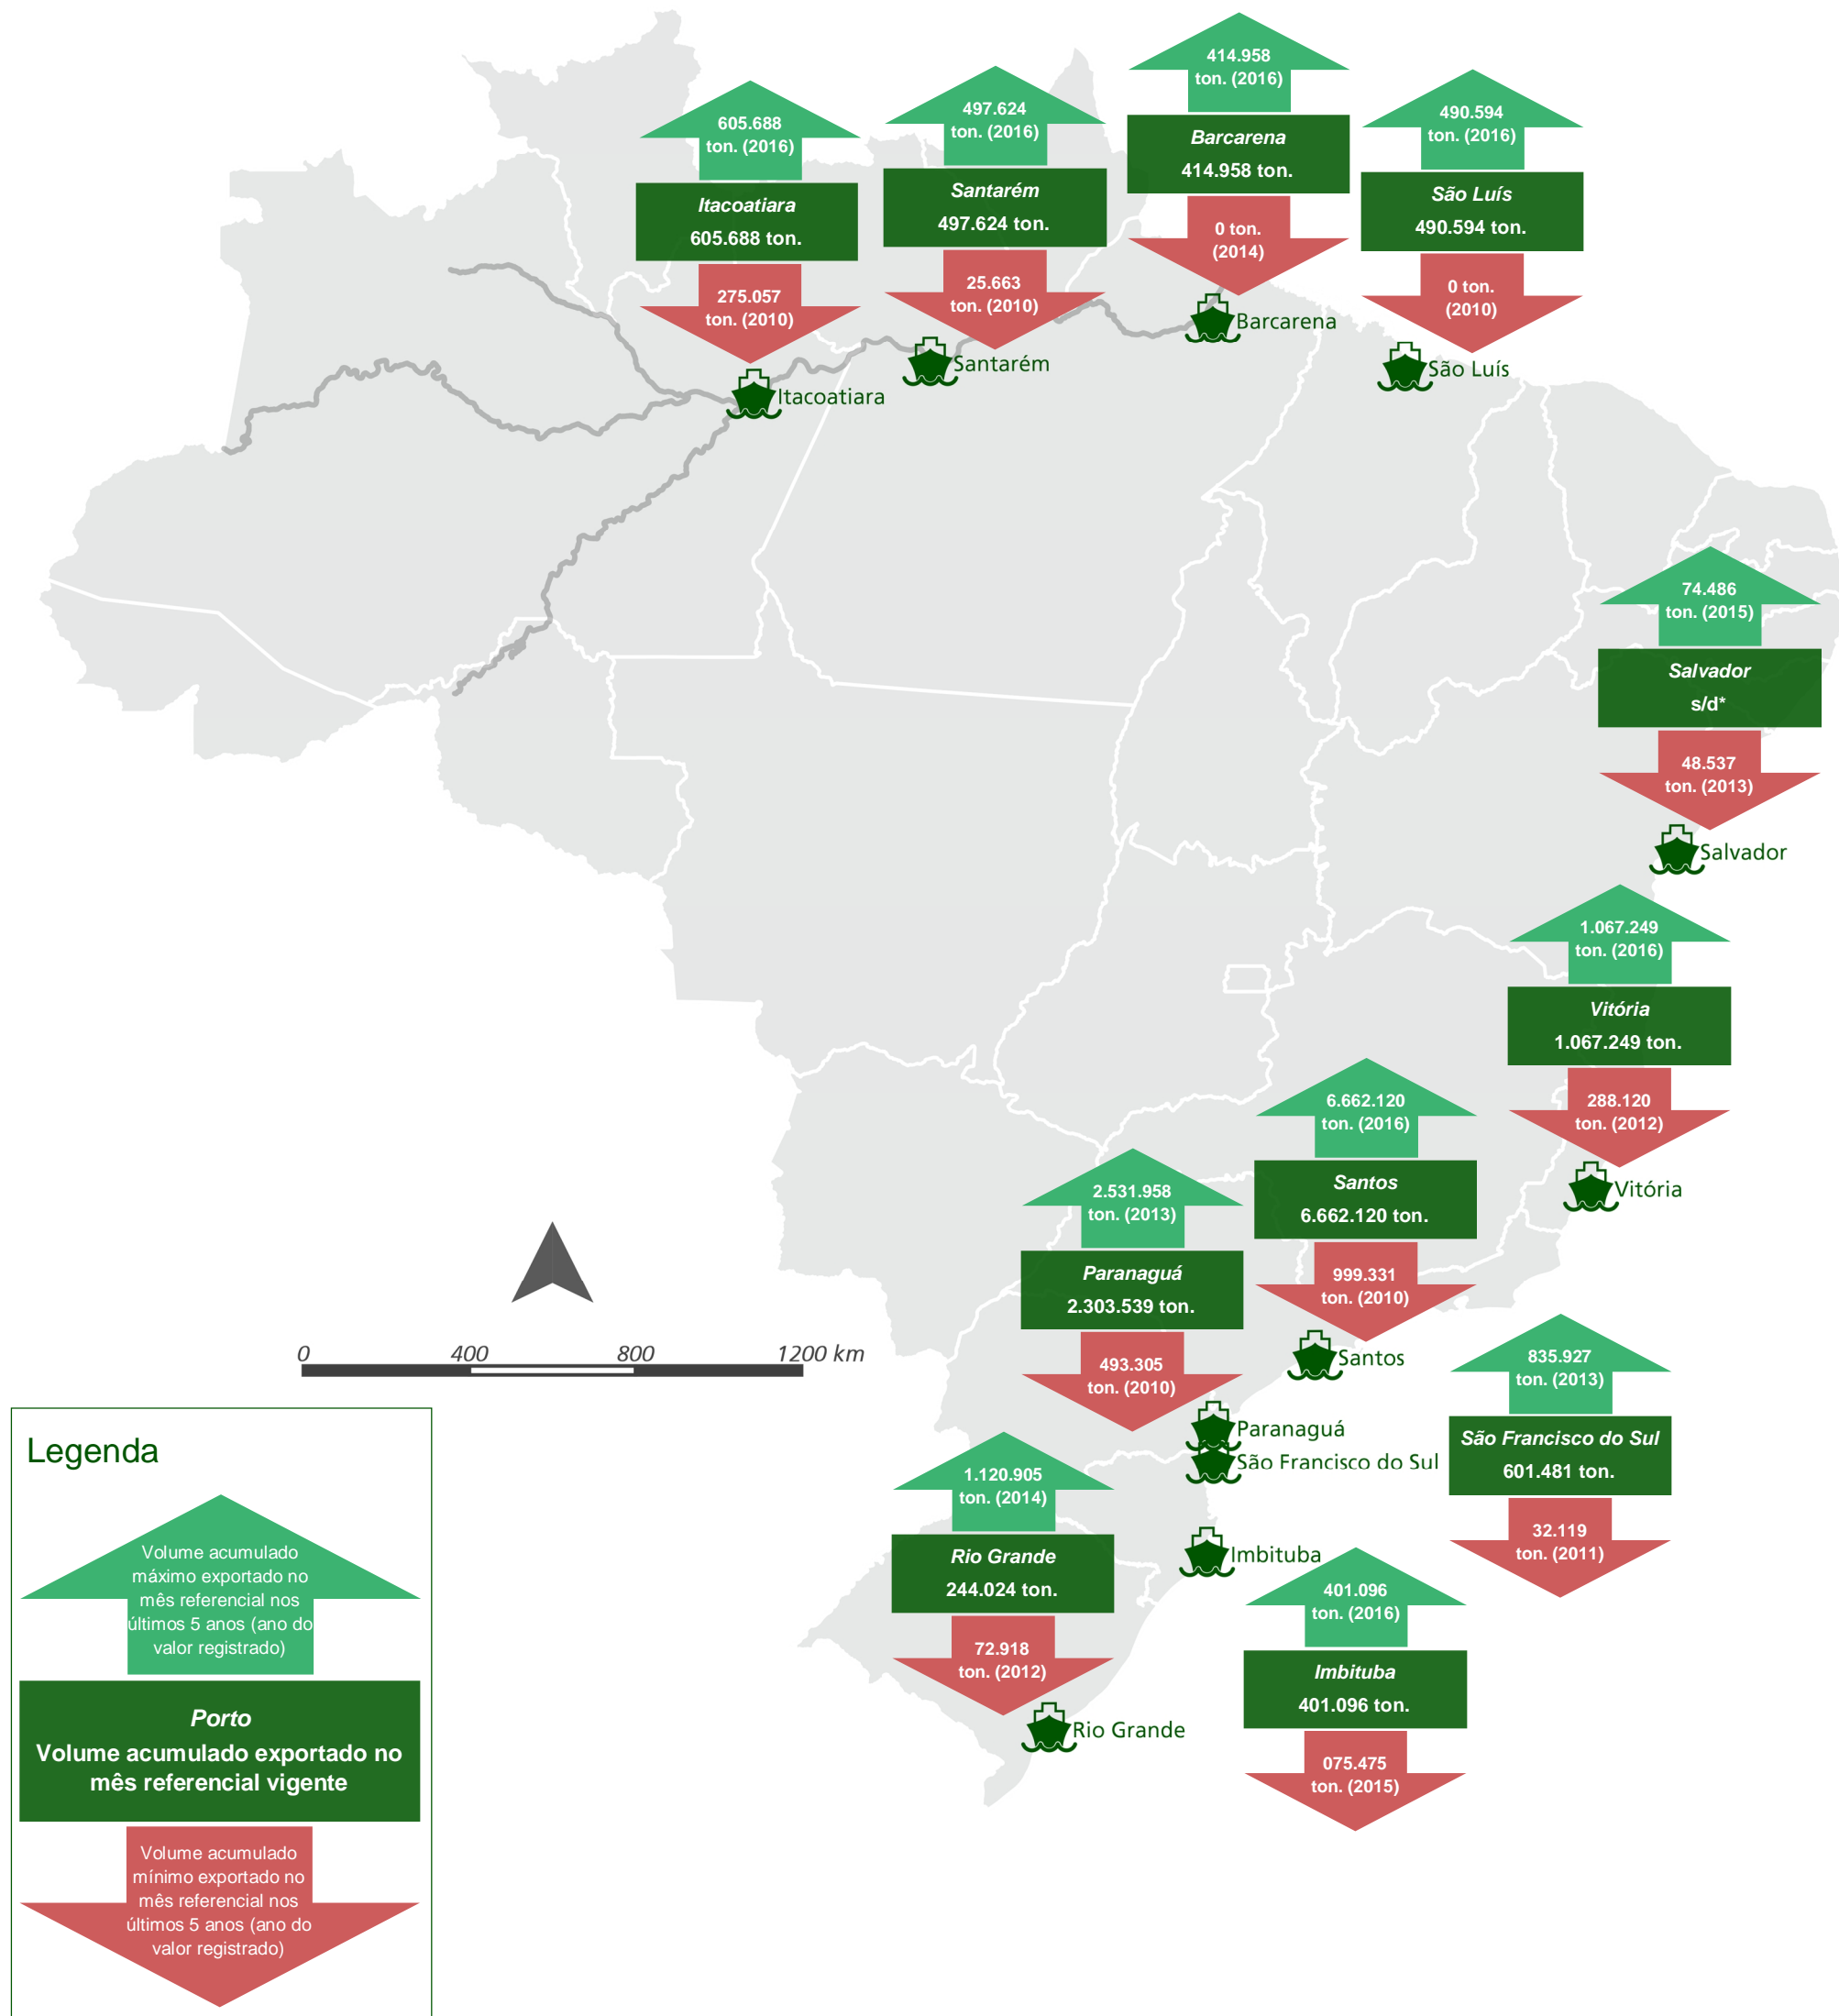 414.958
ton. (2016)
Barcarena
414.958 ton.
0 ton.
(2014)
Barcarena
497.624
ton. (2016)
Santarém
497.624 ton.
25.663
ton. (2010)
Santarém
490.594
ton. (2016)
São Luís
490.594 ton.
0 ton.
(2010)
São Luís
605.688
ton. (2016)
Itacoatiara
605.688 ton.
275.057
ton. (2010)
Itacoatiara
74.486
ton. (2015)
Salvador
s/d*
48.537
ton. (2013)
Salvador
1.067.249
ton. (2016)
Vitória
1.067.249 ton.
288.120
ton. (2012)
Vitória
6.662.120
ton. (2016)
Santos
6.662.120 ton.
999.331
ton. (2010)
Santos
2.531.958
ton. (2013)
Paranaguá
2.303.539 ton.
493.305
ton. (2010)
Paranaguá
São Francisco do Sul
835.927
ton. (2013)
São Francisco do Sul
601.481 ton.
32.119
ton. (2011)
1.120.905
ton. (2014)
Rio Grande
244.024 ton.
72.918
ton. (2012)
Rio Grande
Imbituba
401.096
ton. (2016)
Imbituba
401.096 ton.
075.475
ton. (2015)
0 400 800 1200 km
Legenda
Volume acumulado
máximo exportado no
mês referencial nos
últimos 5 anos (ano do
valor registrado)
Porto
Volume acumulado exportado no
mês referencial vigente
Volume acumulado
mínimo exportado no
mês referencial nos
últimos 5 anos (ano do
valor registrado)